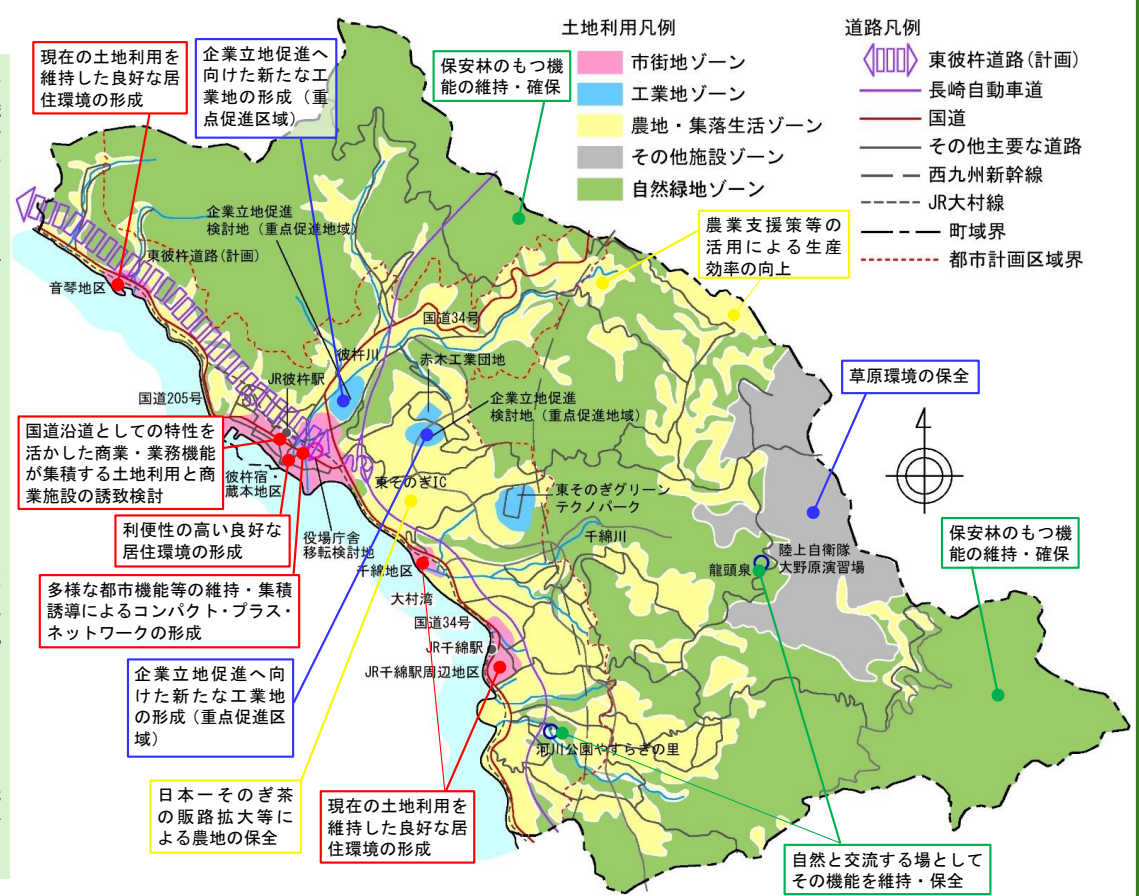 土地利用凡例
市街地ゾーン
工業地ゾーン
農地・集落生活ゾーン
その他施設ゾーン
自然緑地ゾーン
道路凡例
東彼杵道路(計画)
長崎自動車道
国道
その他主要な道路
西九州新幹線
JR大村線
町域界
都市計画区域界
現在の土地利用を
維持した良好な居
住環境の形成
企業立地促進へ
向けた新たな工
業地の形成(重
点促進区域)
保安林のもつ機
能の維持・確保
農業支援策等の
活用による生産
効率の向上
企業立地促進
検討地(重点促進地域)
東彼杵道路(計画)
音琴地区
国道34号
彼杵川
赤木工業団地
JR彼杵駅
国道205号
企業立地促進
検討地(重点促進地域)
草原環境の保全
国道沿道としての特性を
活かした商業・業務機能
が集積する土地利用と商
業施設の誘致検討
彼杵宿・
蔵本地区
東そのぎIC
東そのぎグリーン
テクノパーク
利便性の高い良好な
居住環境の形成
役場庁舎
移転検討地
千綿川
千綿地区
陸上自衛隊
大野原演習場
龍頭泉
保安林のもつ機
能の維持・確保
多様な都市機能等の維持・集積
誘導によるコンパクト・プラス・
ネットワークの形成
大村湾
国道34号
JR千綿駅
JR千綿駅周辺地区
企業立地促進へ向
けた新たな工業地
の形成(重点促進区
域)
河川公園やすらぎの里
日本一そのぎ茶
の販路拡大等に
よる農地の保全
現在の土地利用を
維持した良好な居
住環境の形成
自然と交流する場として
その機能を維持・保全